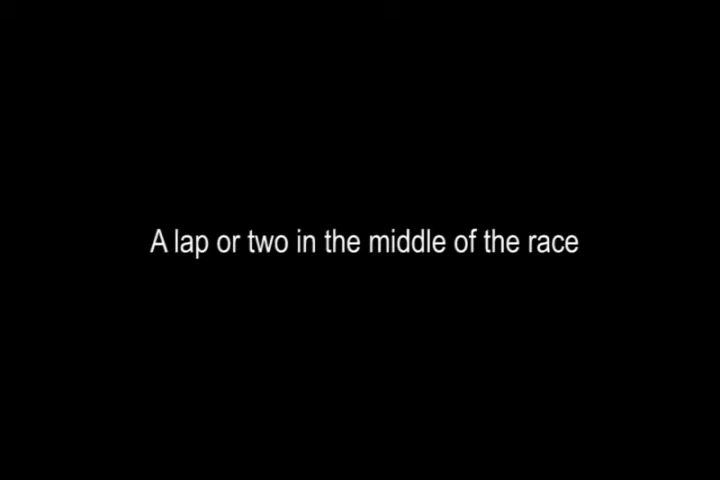 A lap or two in the middle of the race